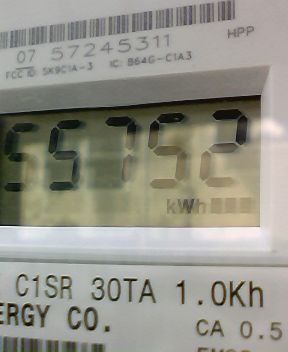 07 57245311
HPP
FCC ID: SK9C1A-3 IC: 864G-C1A3
55752
kWh
C1SR 30TA 1.0Kh
ERGY CO.
CA 0.5